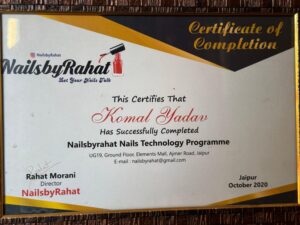 NailsbyRahat
NailsbyRahat
Let Your Nails Talk
Certificate of
Completion
This Certifies That
Komal Yadav
Has Successfully Completed
Nailsbyrahat Nails Technology Programme
UG19, Ground Floor, Elements Mall, Ajmer Road, Jaipur
E-mail : nailsbyrahat@gmail.com
Rahat Morani
Director
NailsbyRahat
Jaipur
October 2020